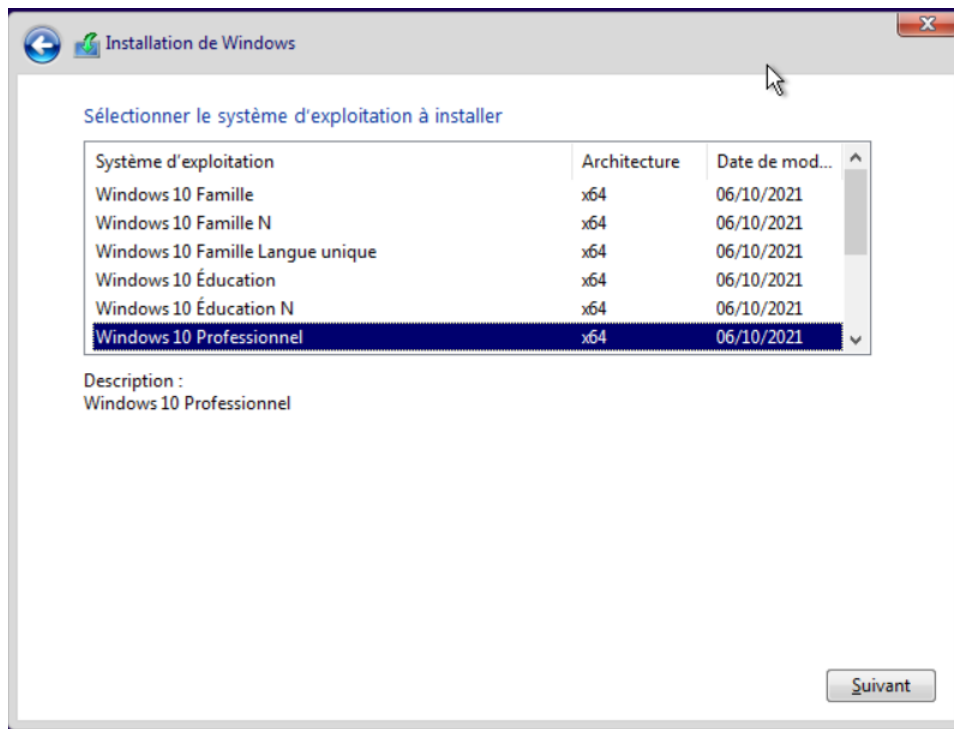 Installation de Windows
Sélectionner le système d'exploitation à installer
Système d'exploitation Architecture Date de mod...
Windows 10 Famille x64 06/10/2021
Windows 10 Famille N x64 06/10/2021
Windows 10 Famille Langue unique x64 06/10/2021
Windows 10 Éducation x64 06/10/2021
Windows 10 Éducation N x64 06/10/2021
Windows 10 Professionnel x64 06/10/2021
Description :
Windows 10 Professionnel
Suivant